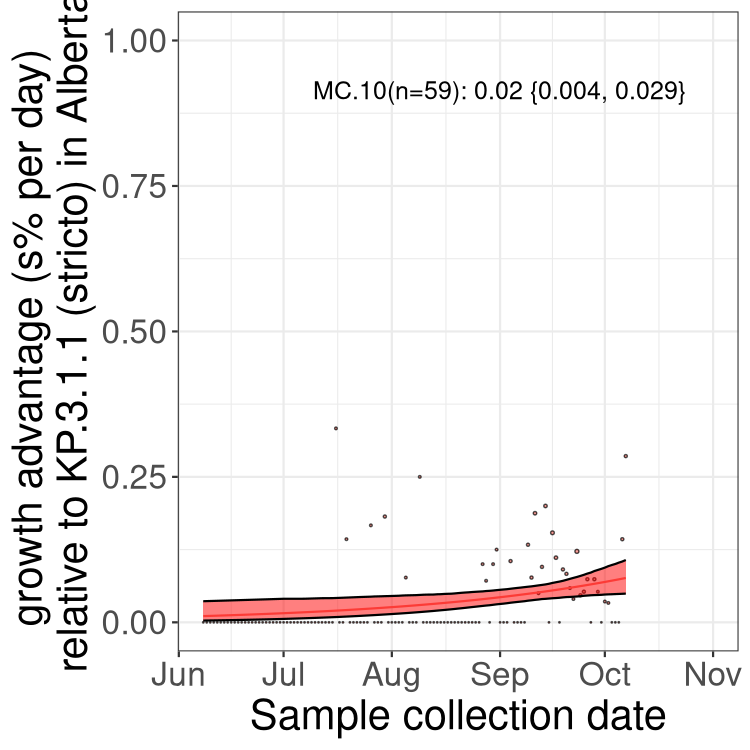 growth advantage (s% per day)
relative to KP.3.1.1 (stricto) in Alberta
1.00
0.75
0.50
0.25
0.00
MC.10(n=59): 0.02 {0.004, 0.029}
Jun Jul Aug Sep Oct Nov
Sample collection date